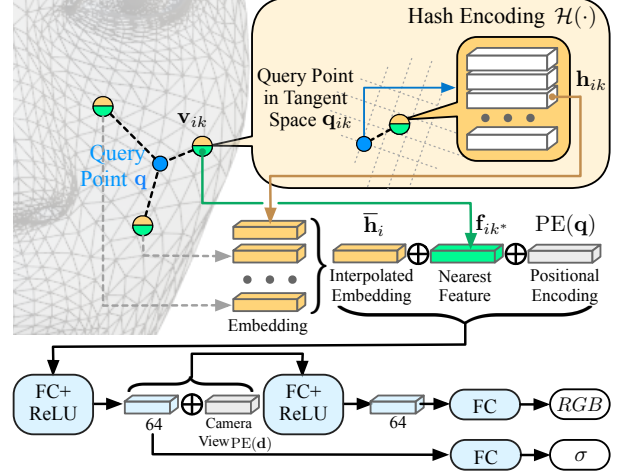 Hash Encoding H(·)
Query Point
in Tangent
Space q_ik
h_ik
v_ik
Query
Point q
h̅_i
f_ik*
PE(q)
Embedding
Interpolated
Embedding
Nearest
Feature
Positional
Encoding
FC+
ReLU
64
Camera
View PE(d)
FC+
ReLU
64
FC
RGB
FC
σ